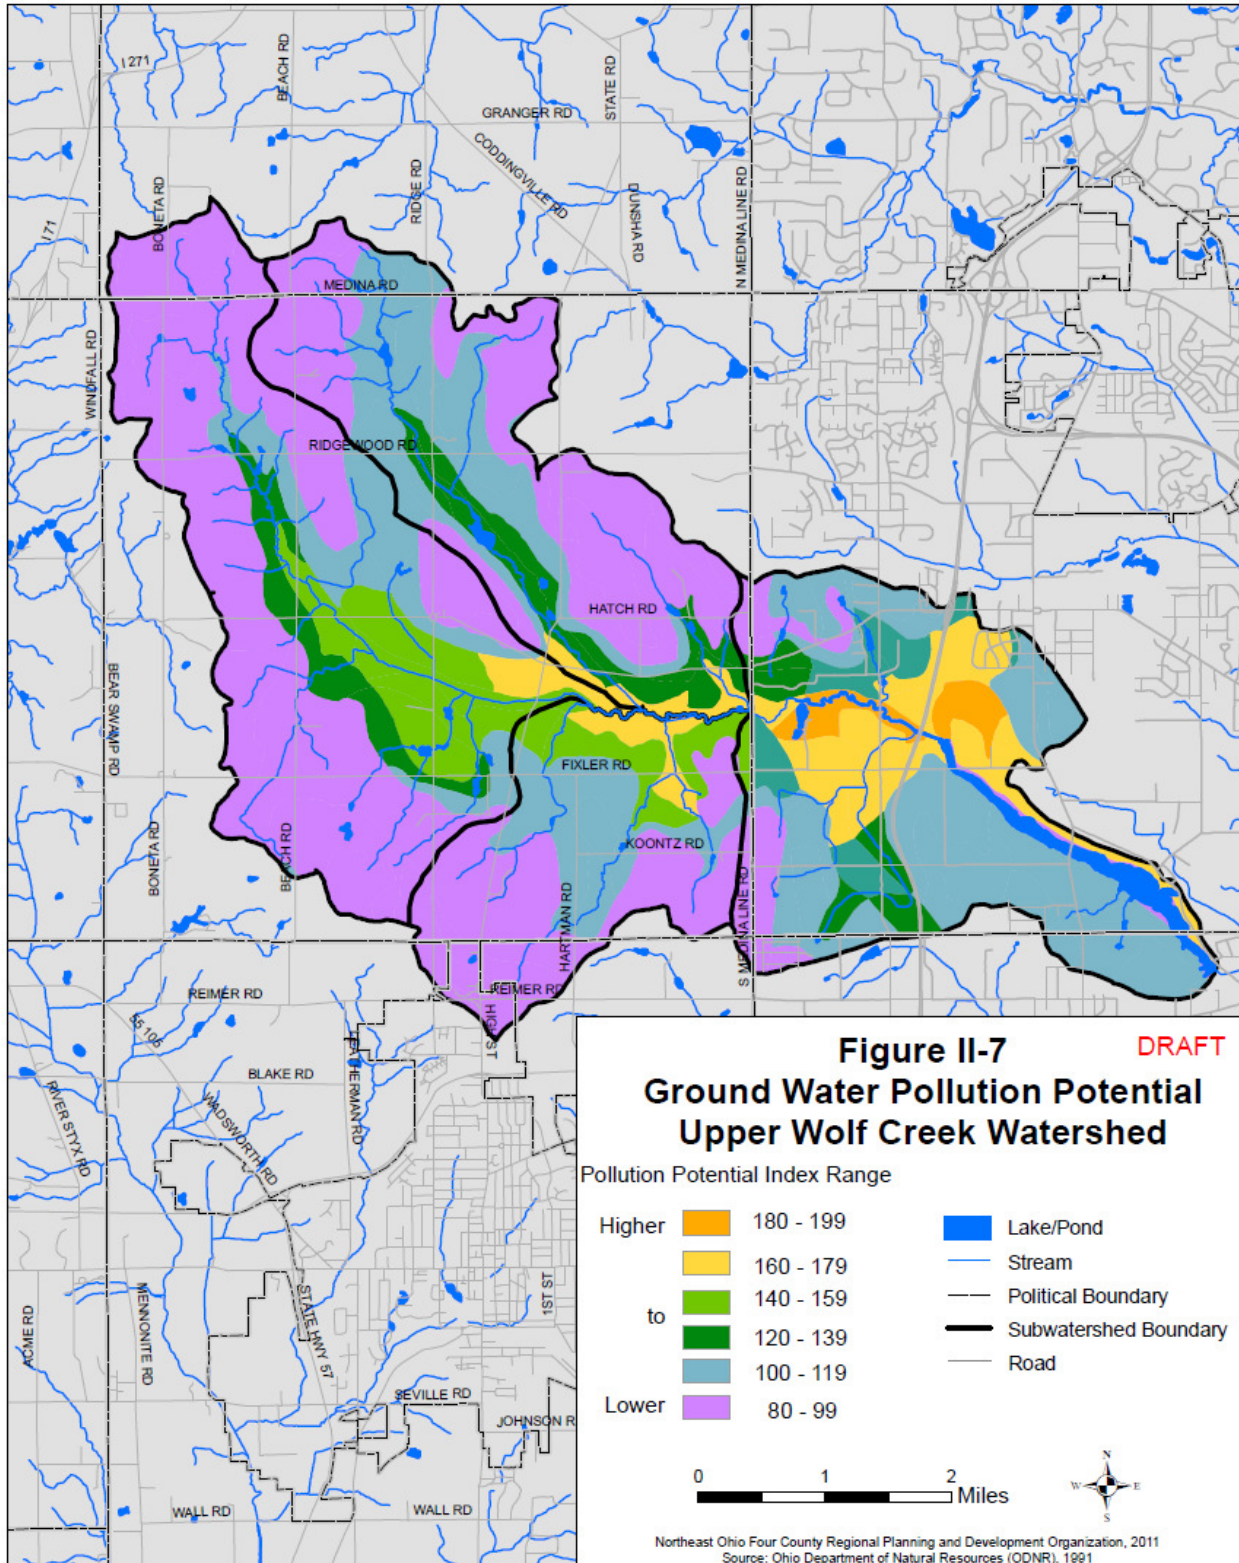 I 271
BEACH RD
STATE RD
GRANGER RD
CODDINGVILLE RD
BONETA RD
RIDGE RD
DUNSHA RD
N MEDINA LINE RD
I 71
MEDINA RD
WINDFALL RD
RIDGEWOOD RD
HATCH RD
BEAR SWAMP RD
FIXLER RD
BONETA RD
BEACH RD
KOONTZ RD
HARTMAN RD
S MEDINA LINE RD
REIMER RD
REIMER RD
HIGH ST
LEATHERMAN RD
BLAKE RD
RIVER STYX RD
WADSWORTH RD
MENNONITE RD
STATE HWY 57
1ST ST
ACME RD
SEVILLE RD
JOHNSON R
WALL RD
WALL RD
Figure II-7
DRAFT
Ground Water Pollution Potential
Upper Wolf Creek Watershed
Pollution Potential Index Range
Higher
180 - 199
160 - 179
140 - 159
to
120 - 139
100 - 119
Lower
80 - 99
Lake/Pond
Stream
Political Boundary
Subwatershed Boundary
Road
0 1 2
Miles
N
W E
S
Northeast Ohio Four County Regional Planning and Development Organization, 2011
Source: Ohio Department of Natural Resources (ODNR), 1991